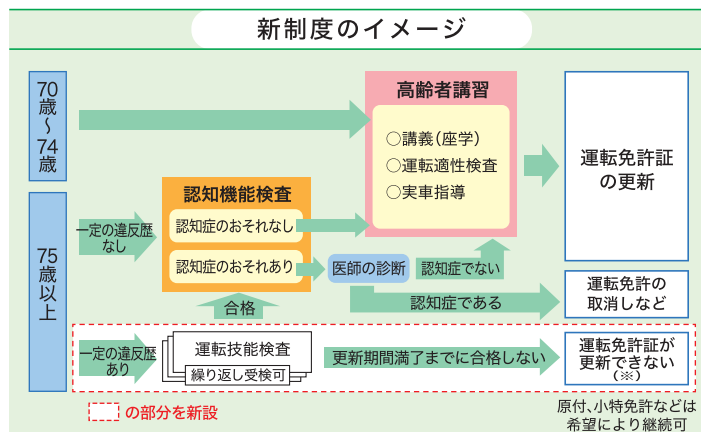 新制度のイメージ
70歳～74歳
高齢者講習
○講義（座学）
○運転適性検査
○実車指導
運転免許証
の更新
75歳以上
一定の違反歴
なし
認知機能検査
認知症のおそれなし
認知症のおそれあり
医師の診断
認知症でない
認知症である
運転免許の
取消しなど
合格
一定の違反歴
あり
運転技能検査
繰り返し受検可
更新期間満了までに合格しない
運転免許証が
更新できない
（※）
の部分を新設
原付、小特免許などは
希望により継続可